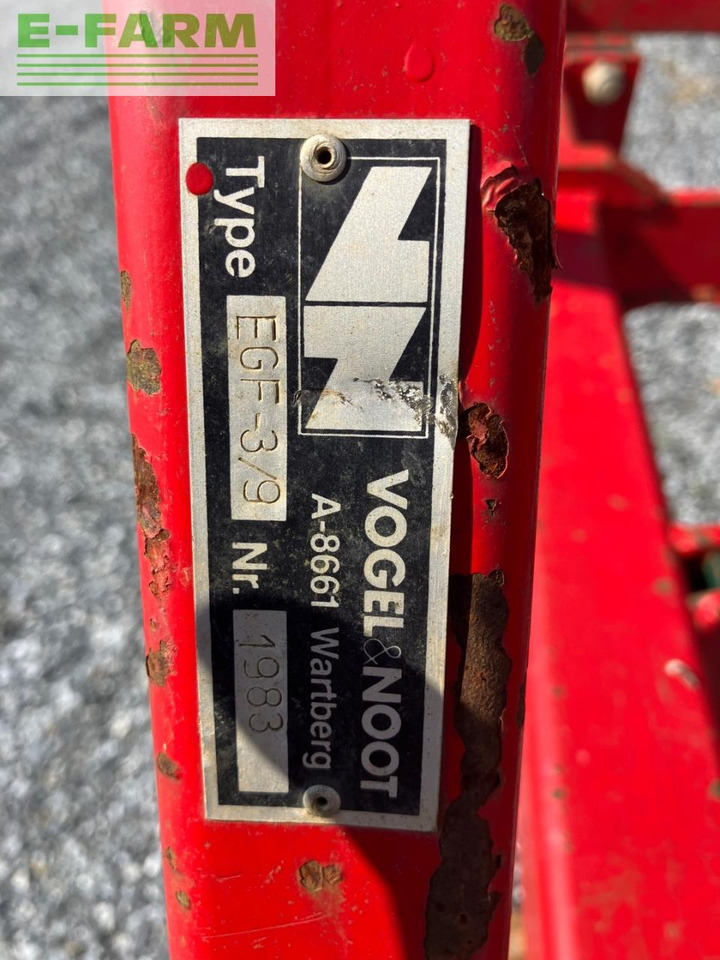 E-FARM
VOGEL&NOOT
A-8661 Wartberg
Type EGF-3/9 Nr. 1983